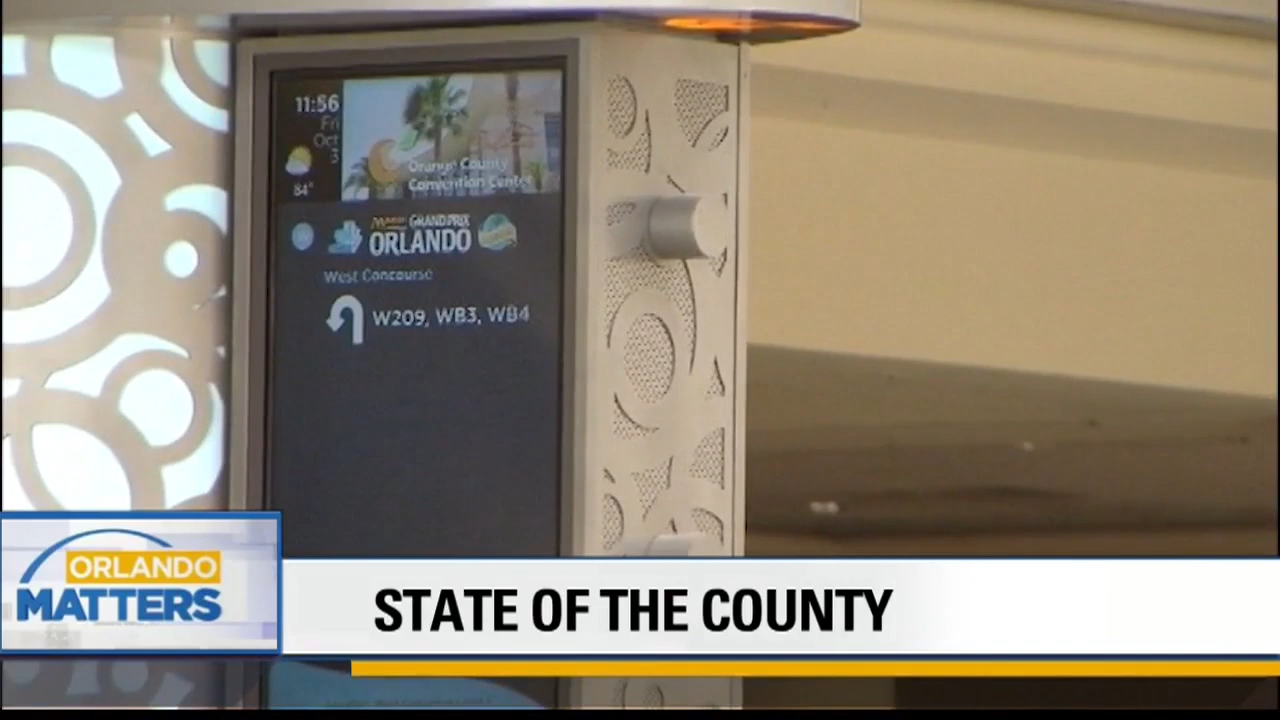 11:56
Fri
Oct
3
84°
Orange County
Convention Center
GRAND PRIX
ORLANDO
West Concourse
W209, WB3, WB4
ORLANDO
MATTERS
STATE OF THE COUNTY